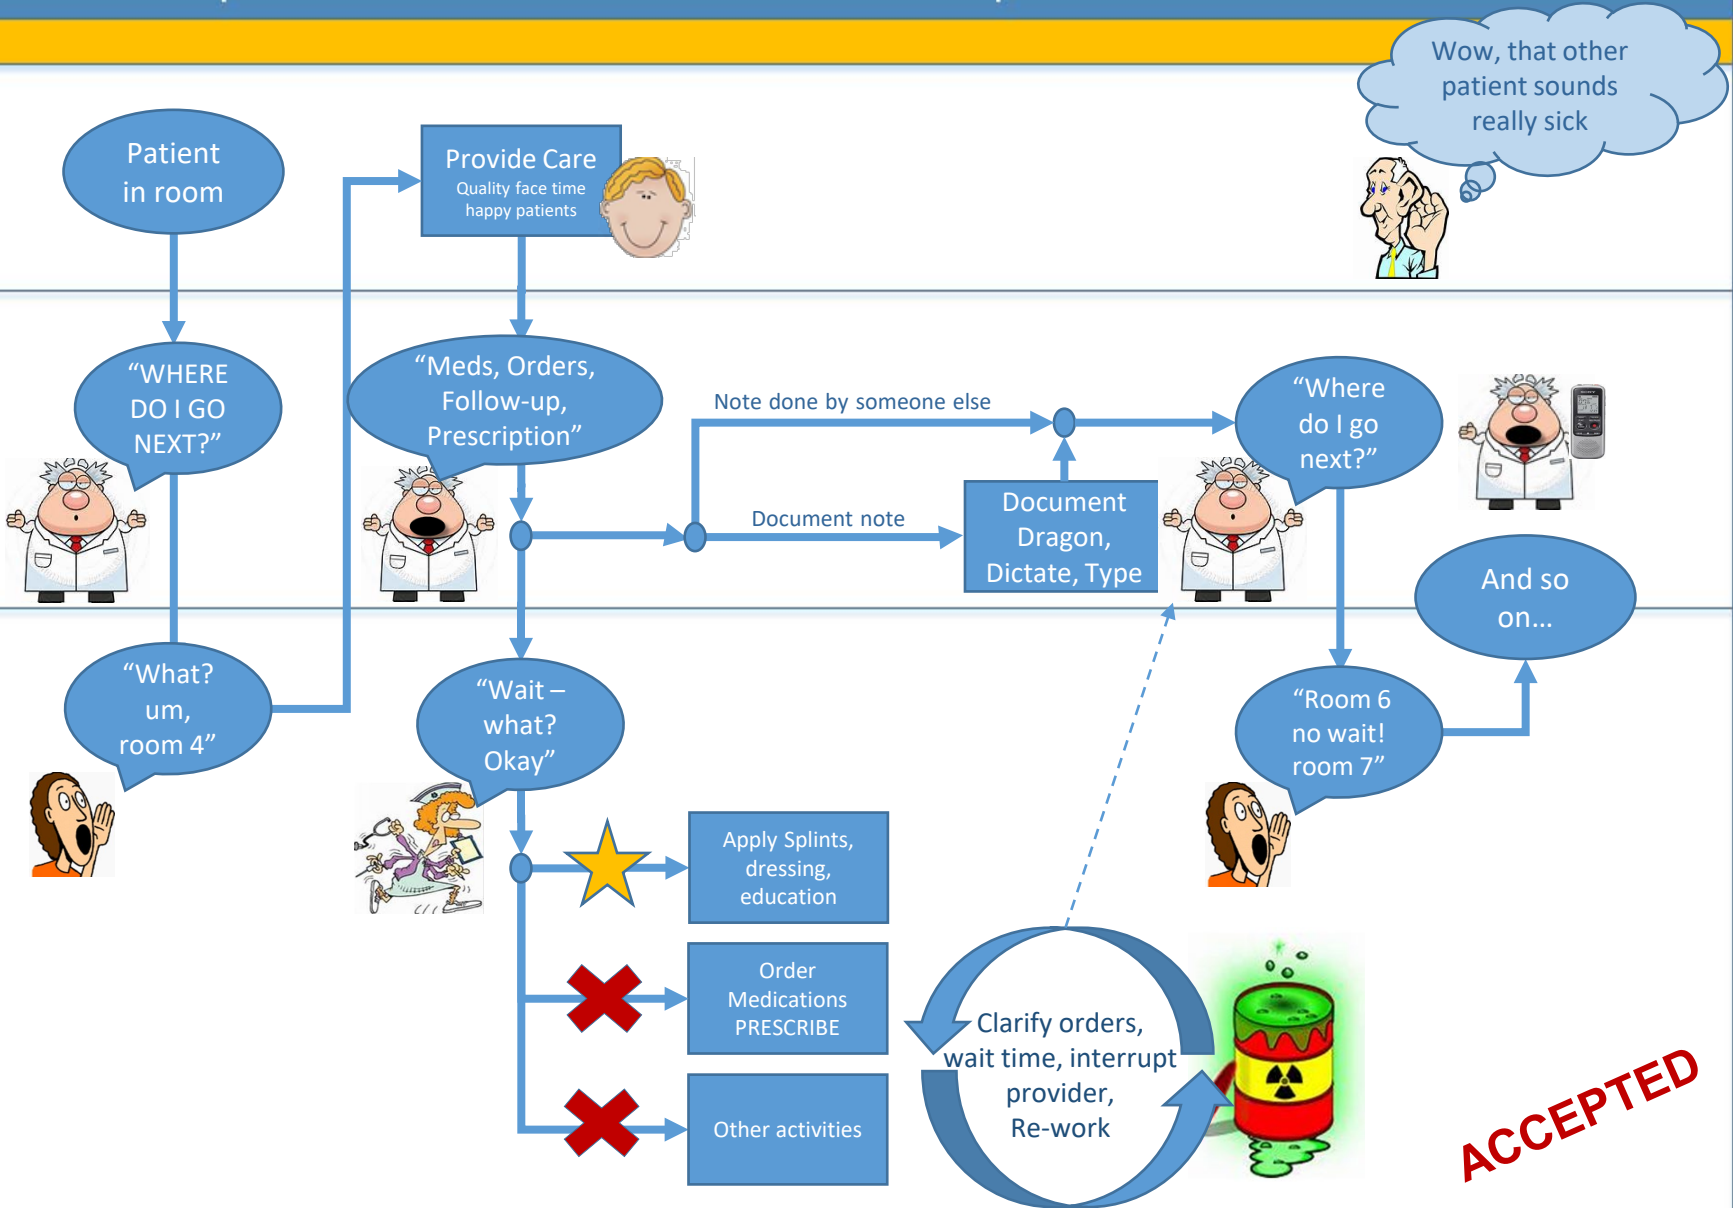 Wow, that other
patient sounds
really sick
Patient
in room
Provide Care
Quality face time
happy patients
“WHERE
DO I GO
NEXT?”
“Meds, Orders,
Follow-up,
Prescription”
Note done by someone else
Document note
Document
Dragon,
Dictate, Type
“Where
do I go
next?”
And so
on...
“What?
um,
room 4”
“Wait –
what?
Okay”
“Room 6
no wait!
room 7”
Apply Splints,
dressing,
education
Order
Medications
PRESCRIBE
Other activities
Clarify orders,
wait time, interrupt
provider,
Re-work
ACCEPTED